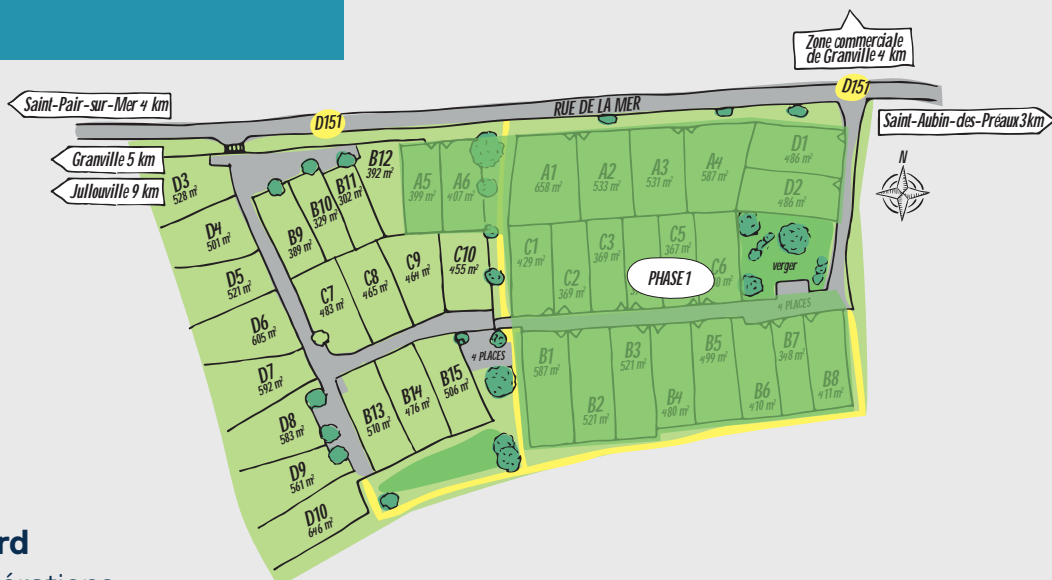 Zone commerciale
de Granville 4 km
D151
Saint-Pair-sur-Mer 4 km
RUE DE LA MER
D151
Saint-Aubin-des-Préaux 3km
Granville 5 km
Jullouville 9 km
N
D3
528 m²
D4
501 m²
D5
521 m²
D6
605 m²
D7
592 m²
D8
583 m²
D9
561 m²
D10
646 m²
B9
389 m²
B10
329 m²
B11
302 m²
B12
392 m²
A5
399 m²
A6
407 m²
A1
658 m²
A2
533 m²
A3
531 m²
A4
587 m²
D1
486 m²
D2
486 m²
C7
483 m²
C8
465 m²
C9
464 m²
C10
455 m²
C1
429 m²
C2
369 m²
C3
369 m²
C5
367 m²
PHASE 1
verger
4 PLACES
4 PLACES
B13
510 m²
B14
476 m²
B15
506 m²
B1
587 m²
B2
521 m²
B3
521 m²
B4
480 m²
B5
499 m²
B6
410 m²
B7
348 m²
B8
411 m²